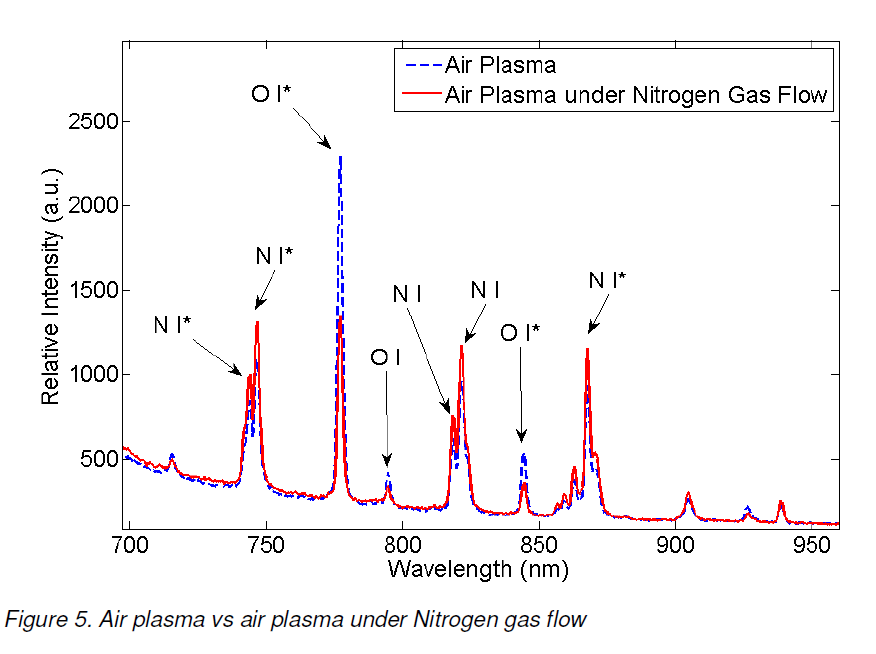 Air Plasma
Air Plasma under Nitrogen Gas Flow
O I*
N I*
N I*
O I
N I
N I
O I*
N I*
2500
2000
1500
1000
500
Relative Intensity (a.u.)
700 750 800 850 900 950
Wavelength (nm)
Figure 5. Air plasma vs air plasma under Nitrogen gas flow